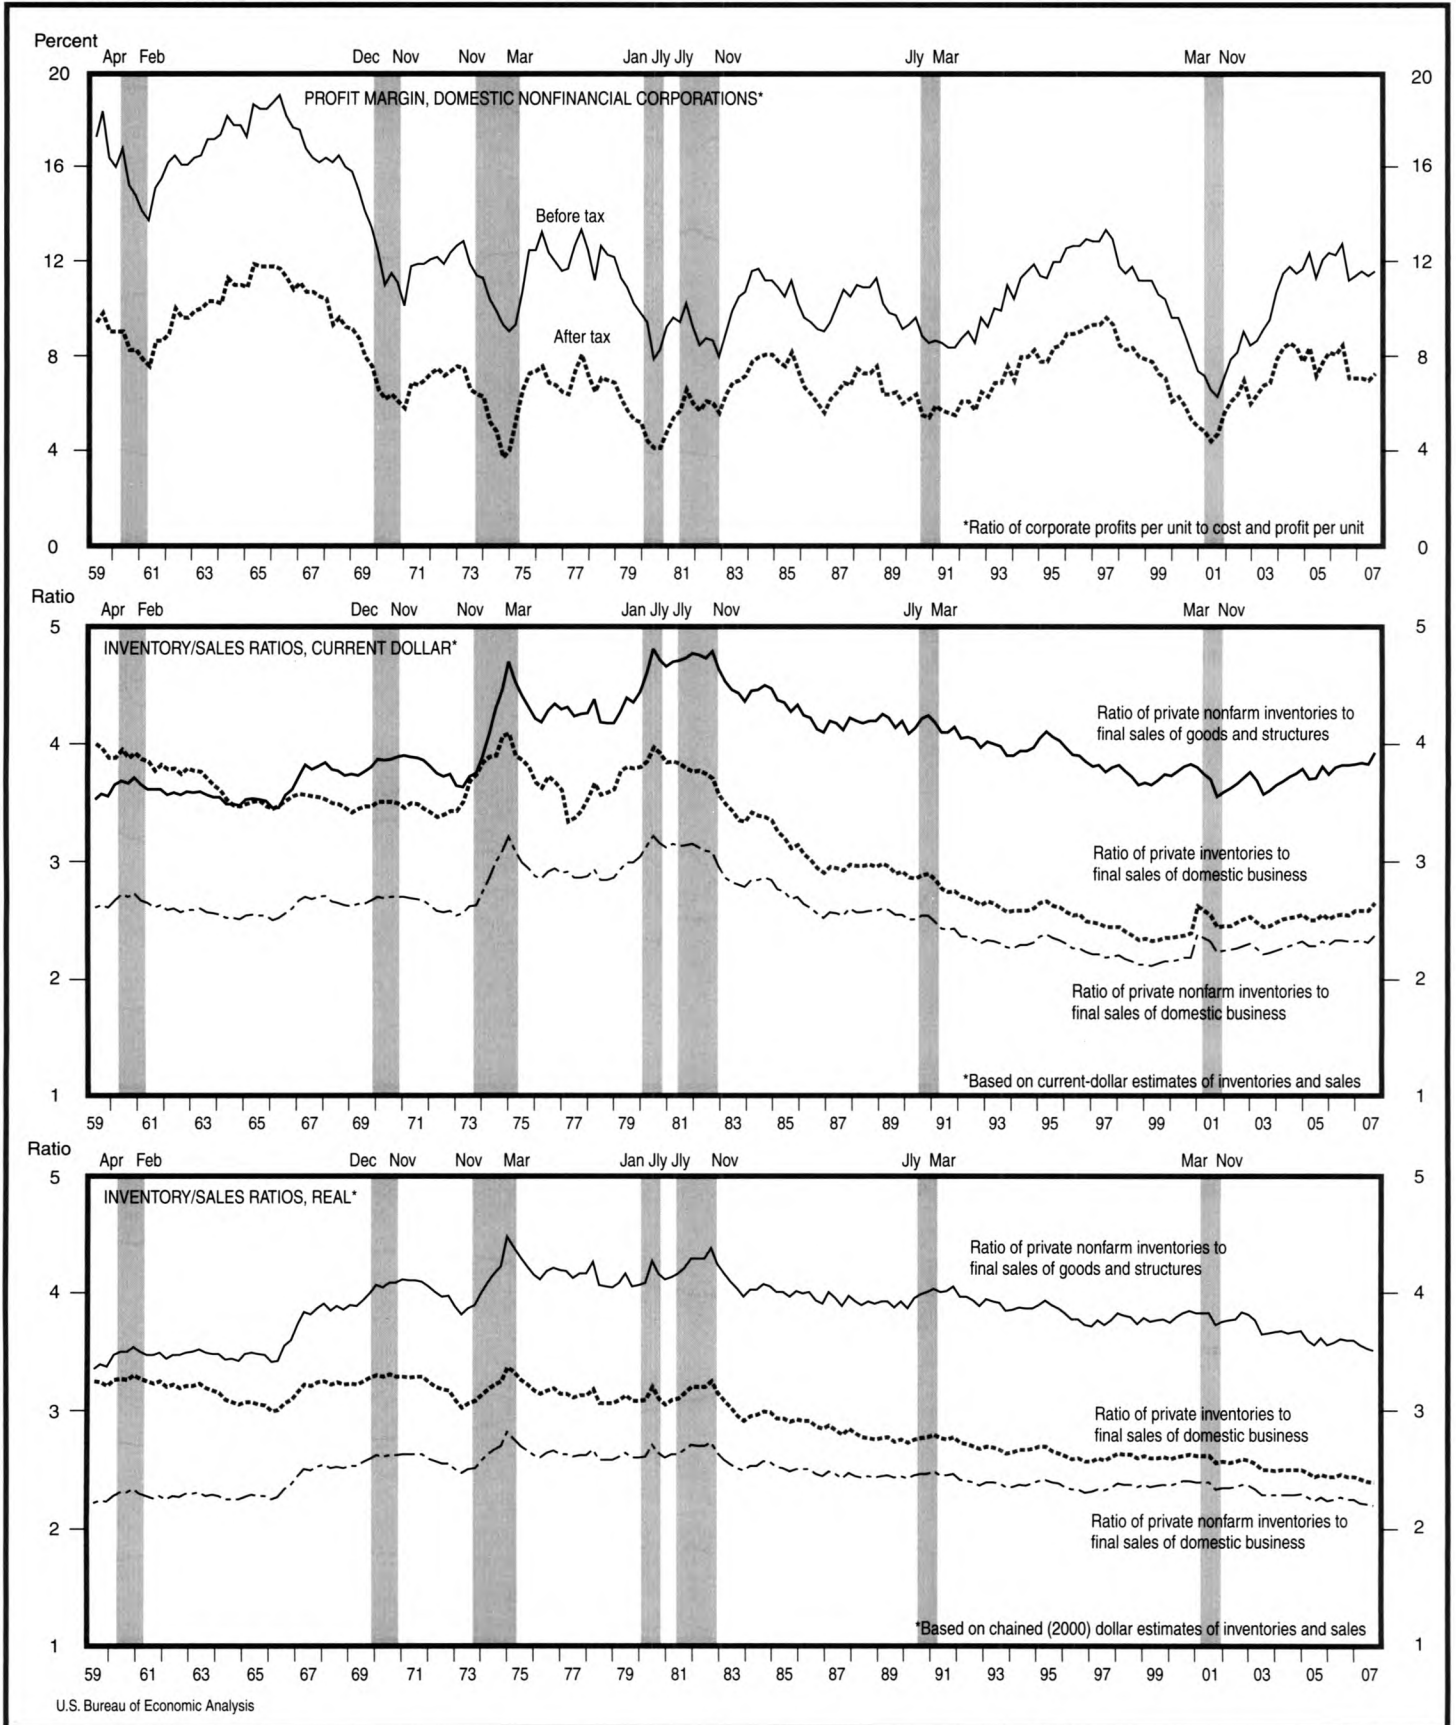 Percent
Apr Feb Dec Nov Nov Mar Jan Jly Jly Nov Jly Mar Mar Nov
20 20
PROFIT MARGIN, DOMESTIC NONFINANCIAL CORPORATIONS*
16 16
Before tax
12 12
After tax
8 8
4 4
*Ratio of corporate profits per unit to cost and profit per unit
0 0
59 61 63 65 67 69 71 73 75 77 79 81 83 85 87 89 91 93 95 97 99 01 03 05 07
Ratio
Apr Feb Dec Nov Nov Mar Jan Jly Jly Nov Jly Mar Mar Nov
5 5
INVENTORY/SALES RATIOS, CURRENT DOLLAR*
Ratio of private nonfarm inventories to
final sales of goods and structures
4 4
Ratio of private inventories to
3 3
final sales of domestic business
2 2
Ratio of private nonfarm inventories to
final sales of domestic business
*Based on current-dollar estimates of inventories and sales
1 1
59 61 63 65 67 69 71 73 75 77 79 81 83 85 87 89 91 93 95 97 99 01 03 05 07
Ratio
Apr Feb Dec Nov Nov Mar Jan Jly Jly Nov Jly Mar Mar Nov
5 5
INVENTORY/SALES RATIOS, REAL*
Ratio of private nonfarm inventories to
final sales of goods and structures
4 4
3 3
Ratio of private inventories to
final sales of domestic business
2 2
Ratio of private nonfarm inventories to
final sales of domestic business
*Based on chained (2000) dollar estimates of inventories and sales
1 1
59 61 63 65 67 69 71 73 75 77 79 81 83 85 87 89 91 93 95 97 99 01 03 05 07
U.S. Bureau of Economic Analysis